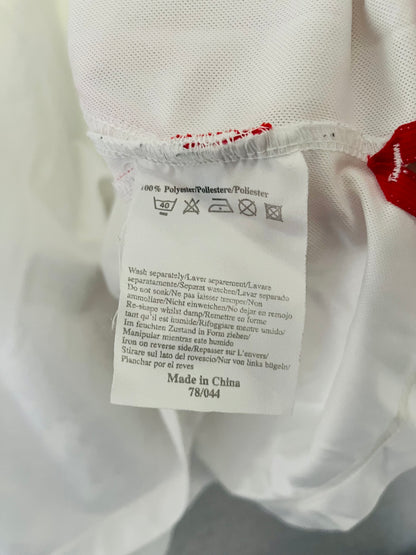 100% Polyester/Poliestere/Poliester
40
Wash separately/Laver separement/Lavare
separatamente/Separat waschen/Lavar separado
Do not soak/Ne pas laisser tremper/Non
ammollare/Nicht einweichen/No dejar en remojo
Re-shape whilst damp/Remettre en forme
tant qu'il est humide/Rifoggiare mentre umido/
Im feuchten Zustand in Form ziehen/
Manipular mientras este humido
Iron on reverse side/Repasser sur L'envers/
Stirare sul lato del rovescio/Nur von links bügeln/
Planchar por el reves
Made in China
78/044